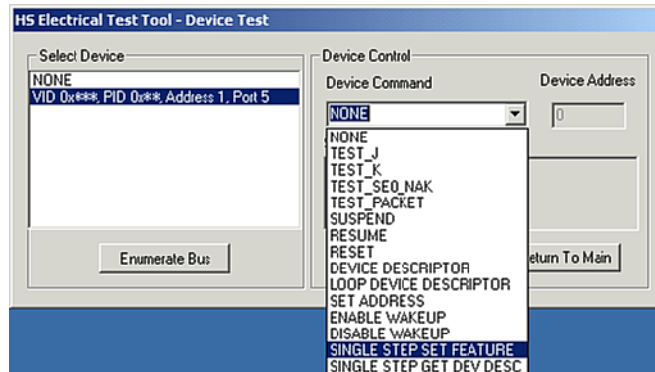 HS Electrical Test Tool - Device Test
Select Device
NONE
VID 0x***, PID 0x**, Address 1, Port 5
Enumerate Bus
Device Control
Device Command
Device Address
NONE
0
NONE
TEST_J
TEST_K
TEST_SE0_NAK
TEST_PACKET
SUSPEND
RESUME
RESET
DEVICE DESCRIPTOR
LOOP DEVICE DESCRIPTOR
SET ADDRESS
ENABLE WAKEUP
DISABLE WAKEUP
SINGLE STEP SET FEATURE
SINGLE STEP GET DEV DESC
eturn To Main